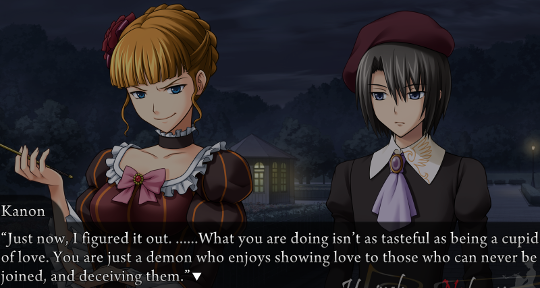 Kanon
“Just now, I figured it out. ......What you are doing isn't as tasteful as being a cupid
of love. You are just a demon who enjoys showing love to those who can never be
joined, and deceiving them.”▼